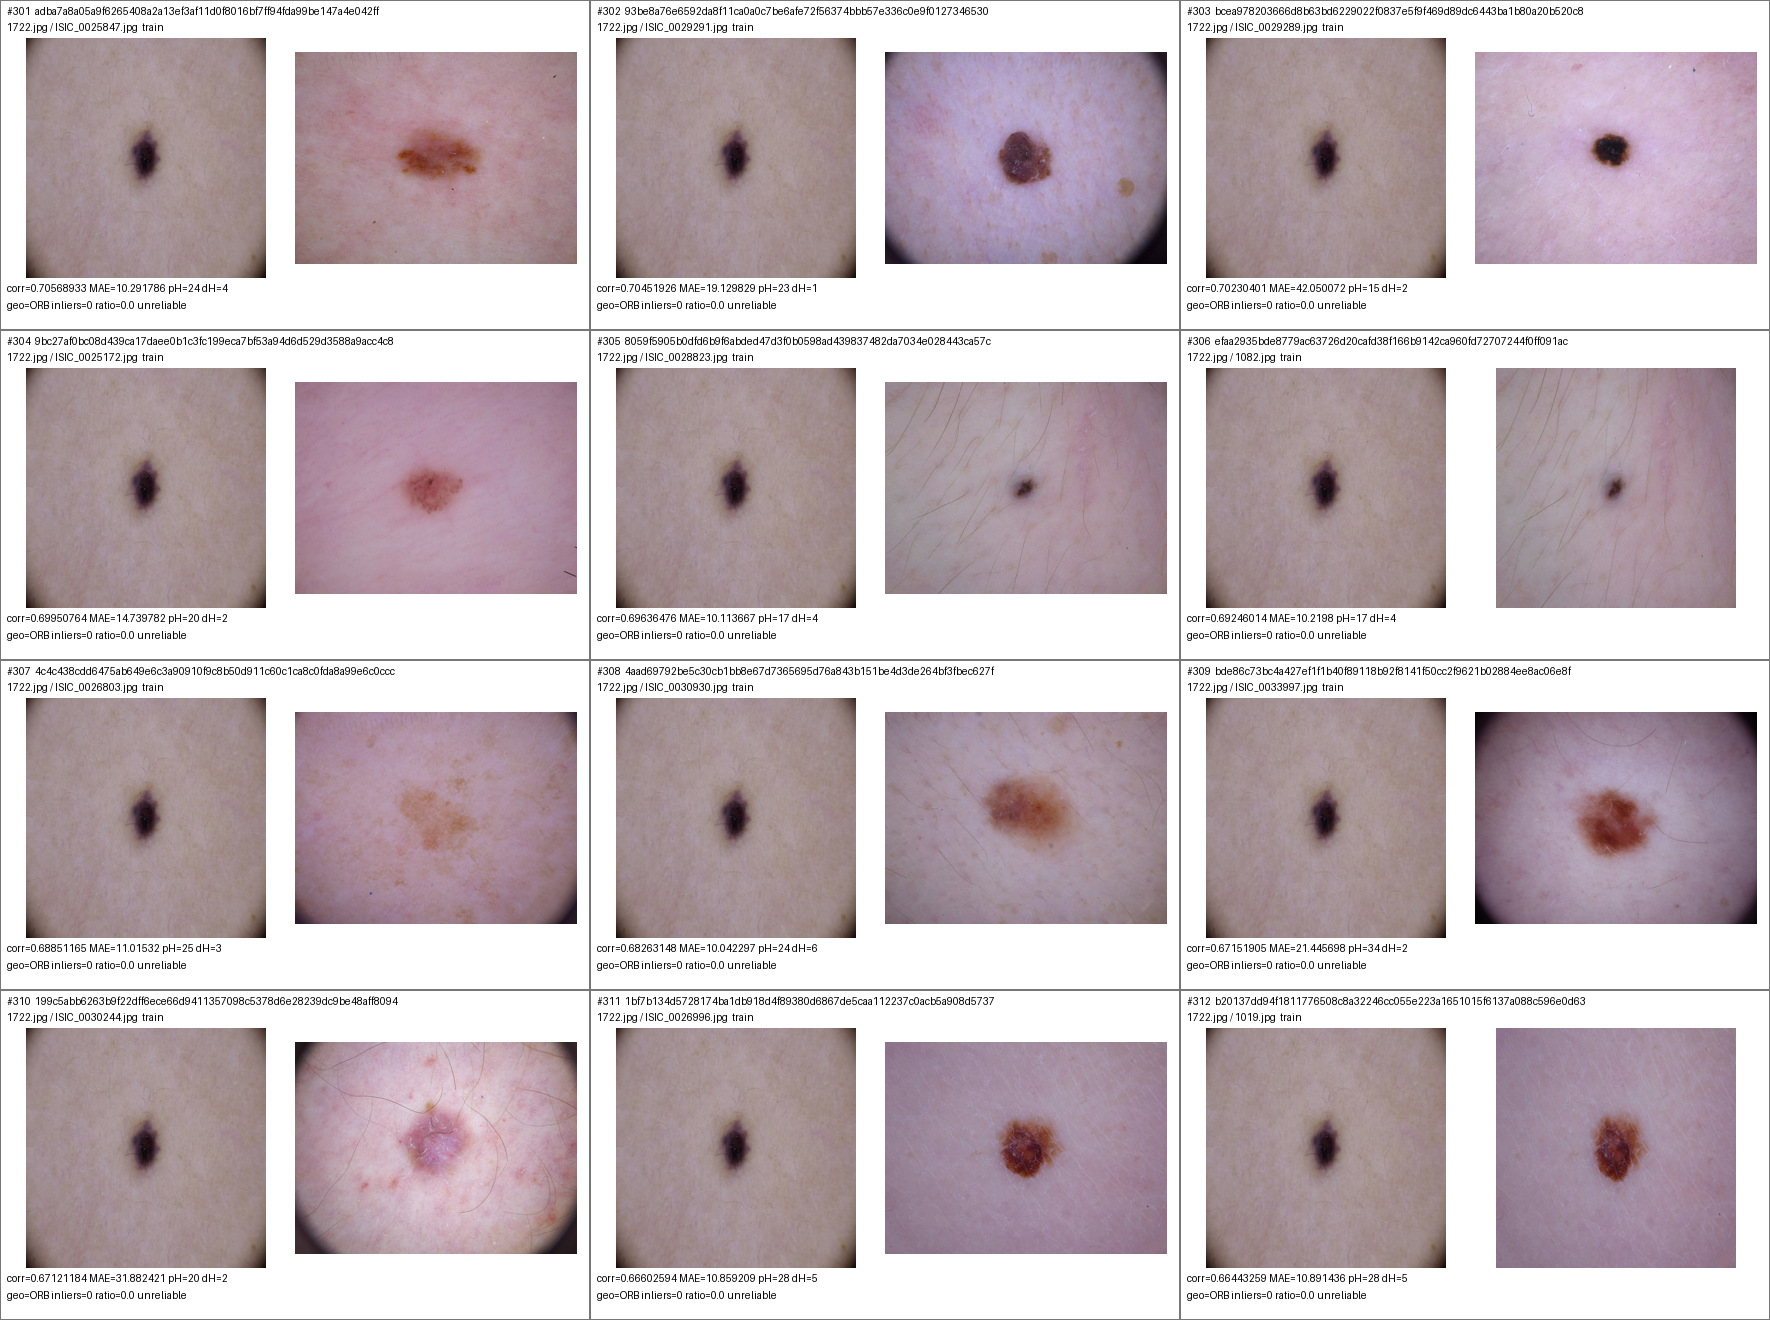 #301 adba7a8a05a9f6265408a2a13ef3af11d0f8016bf7ff94fda99be147a4e042ff
1722.jpg / ISIC_0025847.jpg train
corr=0.70568933 MAE=10.291786 pH=24 dH=4
geo=ORB inliers=0 ratio=0.0 unreliable
#302 93be8a76e6592da8f11ca0a0c7be6afe72f56374bbb57e336c0e9f0127346530
1722.jpg / ISIC_0029291.jpg train
corr=0.70451926 MAE=19.129829 pH=23 dH=1
geo=ORB inliers=0 ratio=0.0 unreliable
#303 bcea978203666d8b63bd6229022f0837e5f9f469d89dc6443ba1b80a20b520c8
1722.jpg / ISIC_0029289.jpg train
corr=0.70230401 MAE=42.050072 pH=15 dH=2
geo=ORB inliers=0 ratio=0.0 unreliable
#304 9bc27af0bc08d439ca17daee0b1c3fc199eca7bf53a94d6d529d3588a9acc4c8
1722.jpg / ISIC_0025172.jpg train
corr=0.69950764 MAE=14.739782 pH=20 dH=2
geo=ORB inliers=0 ratio=0.0 unreliable
#305 8059f5905b0dfd6b9f6abded47d3f0b0598ad439837482da7034e028443ca57c
1722.jpg / ISIC_0028823.jpg train
corr=0.69636476 MAE=10.113667 pH=17 dH=4
geo=ORB inliers=0 ratio=0.0 unreliable
#306 efaa2935bde8779ac63726d20cafd38f166b9142ca960fd72707244f0ff091ac
1722.jpg / 1082.jpg train
corr=0.69246014 MAE=10.2198 pH=17 dH=4
geo=ORB inliers=0 ratio=0.0 unreliable
#307 4c4c438cdd6475ab649e6c3a90910f9c8b50d911c60c1ca8c0fda8a99e6c0ccc
1722.jpg / ISIC_0026803.jpg train
corr=0.68851165 MAE=11.01532 pH=25 dH=3
geo=ORB inliers=0 ratio=0.0 unreliable
#308 4aad69792be5c30cb1bb8e67d7365695d76a843b151be4d3de264bf3fbec627f
1722.jpg / ISIC_0030930.jpg train
corr=0.68263148 MAE=10.042297 pH=24 dH=6
geo=ORB inliers=0 ratio=0.0 unreliable
#309 bde86c73bc4a427ef1f1b40f89118b92f8141f50cc2f9621b02884ee8ac06e8f
1722.jpg / ISIC_0033997.jpg train
corr=0.67151905 MAE=21.445698 pH=34 dH=2
geo=ORB inliers=0 ratio=0.0 unreliable
#310 199c5abb6263b9f22dff6ece66d9411357098c5378d6e28239dc9be48aff8094
1722.jpg / ISIC_0030244.jpg train
corr=0.67121184 MAE=31.882421 pH=20 dH=2
geo=ORB inliers=0 ratio=0.0 unreliable
#311 1bf7b134d5728174ba1db918d4f89380d6867de5caa112237c0acb5a908d5737
1722.jpg / ISIC_0026996.jpg train
corr=0.66602594 MAE=10.859209 pH=28 dH=5
geo=ORB inliers=0 ratio=0.0 unreliable
#312 b20137dd94f1811776508c8a32246cc055e223a1651015f6137a088c596e0d63
1722.jpg / 1019.jpg train
corr=0.66443259 MAE=10.891436 pH=28 dH=5
geo=ORB inliers=0 ratio=0.0 unreliable